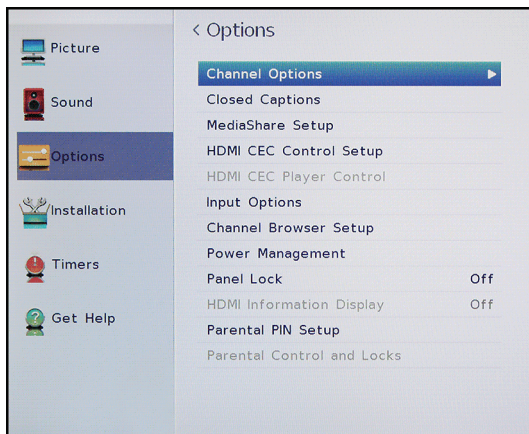 Picture
Sound
Options
Installation
Timers
Get Help
< Options
Channel Options
Closed Captions
MediaShare Setup
HDMI CEC Control Setup
HDMI CEC Player Control
Input Options
Channel Browser Setup
Power Management
Panel Lock Off
HDMI Information Display Off
Parental PIN Setup
Parental Control and Locks